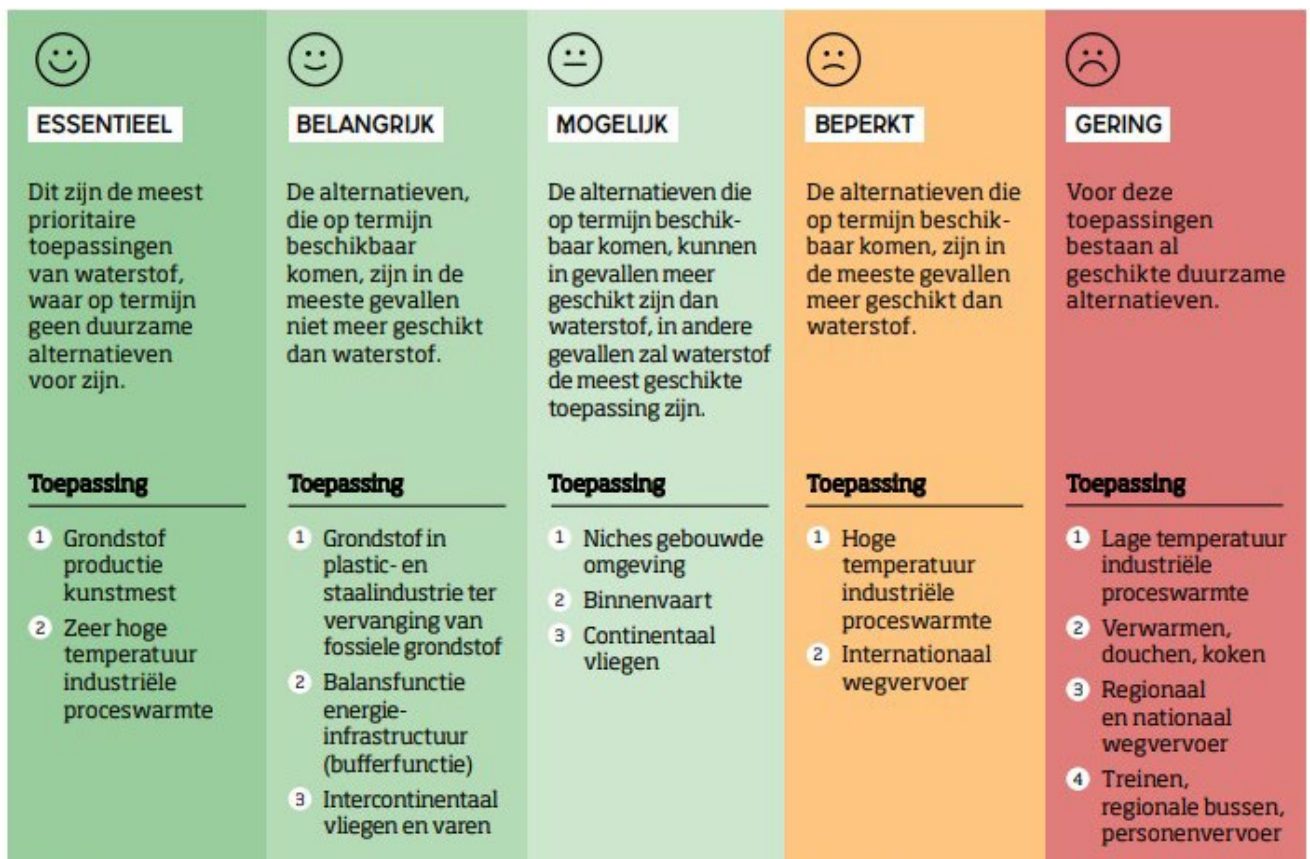 ESSENTIEEL
Dit zijn de meest
prioritaire
toepassingen
van waterstof,
waar op termijn
geen duurzame
alternatieven
voor zijn.
Toepassing
1 Grondstof
productie
kunstmest
2 Zeer hoge
temperatuur
industriële
proceswarmte
BELANGRIJK
De alternatieven,
die op termijn
beschikbaar
komen, zijn in de
meeste gevallen
niet meer geschikt
dan waterstof.
Toepassing
1 Grondstof in
plastic- en
staalindustrie ter
vervanging van
fossiele grondstof
2 Balansfunctie
energie-
infrastructuur
(bufferfunctie)
3 Intercontinentaal
vliegen en varen
MOGELIJK
De alternatieven die
op termijn beschik-
baar komen, kunnen
in gevallen meer
geschikt zijn dan
waterstof, in andere
gevallen zal waterstof
de meest geschikte
toepassing zijn.
Toepassing
1 Niches gebouwde
omgeving
2 Binnenvaart
3 Continentaal
vliegen
BEPERKT
De alternatieven die
op termijn beschik-
baar komen, zijn in
de meeste gevallen
meer geschikt dan
waterstof.
Toepassing
1 Hoge
temperatuur
industriële
proceswarmte
2 Internationaal
wegvervoer
GERING
Voor deze
toepassingen
bestaan al
geschikte duurzame
alternatieven.
Toepassing
1 Lage temperatuur
industriële
proceswarmte
2 Verwarmen,
douchen, koken
3 Regionaal
en nationaal
wegvervoer
4 Treinen,
regionale bussen,
personenvervoer